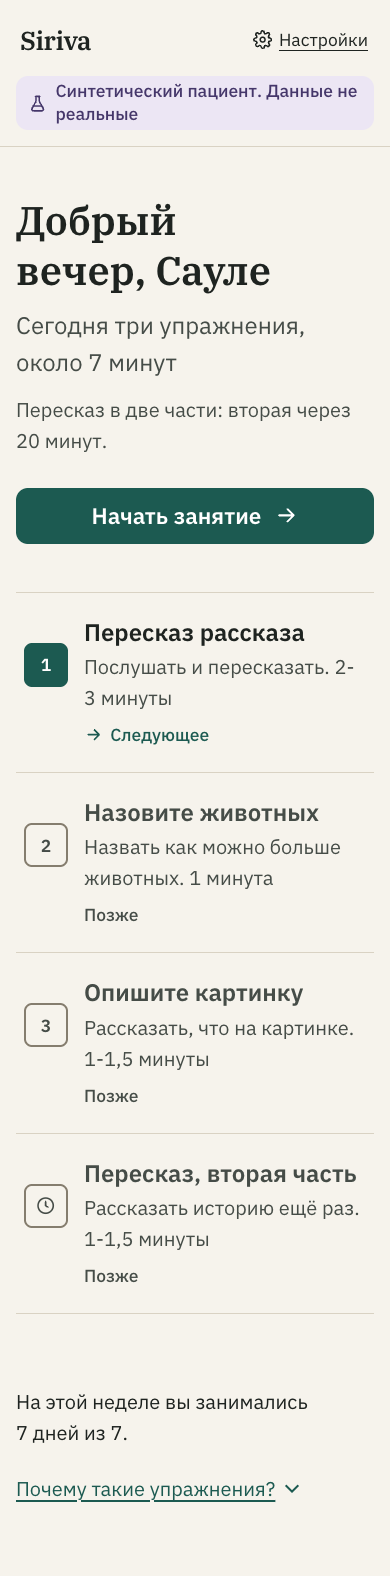 Siriva
Настройки
Синтетический пациент. Данные не
реальные
Добрый
вечер, Сауле
Сегодня три упражнения,
около 7 минут
Пересказ в две части: вторая через
20 минут.
Начать занятие →
1
Пересказ рассказа
Послушать и пересказать. 2-
3 минуты
→ Следующее
2
Назовите животных
Назвать как можно больше
животных. 1 минута
Позже
3
Опишите картинку
Рассказать, что на картинке.
1-1,5 минуты
Позже
Пересказ, вторая часть
Рассказать историю ещё раз.
1-1,5 минуты
Позже
На этой неделе вы занимались
7 дней из 7.
Почему такие упражнения?